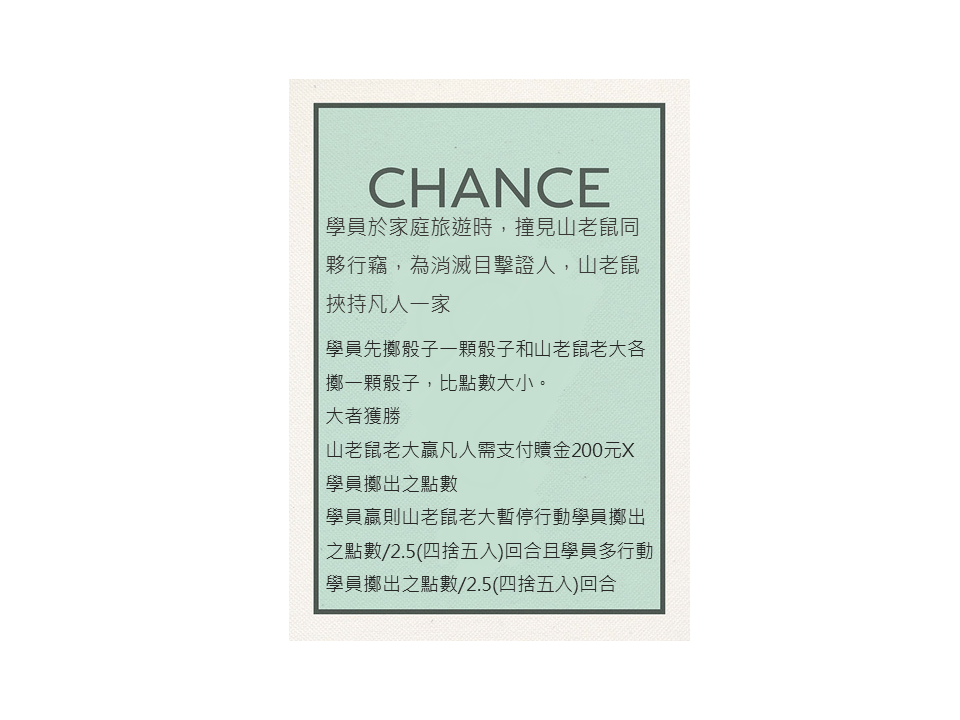 CHANCE
學員於家庭旅遊時，撞見山老鼠同
夥行竊，為消滅目擊證人，山老鼠
挾持凡人一家
學員先擲骰子一顆骰子和山老鼠老大各
擲一顆骰子，比點數大小。
大者獲勝
山老鼠老大贏凡人需支付贖金200元X
學員擲出之點數
學員贏則山老鼠老大暫停行動學員擲出
之點數/2.5(四捨五入)回合且學員多行動
學員擲出之點數/2.5(四捨五入)回合